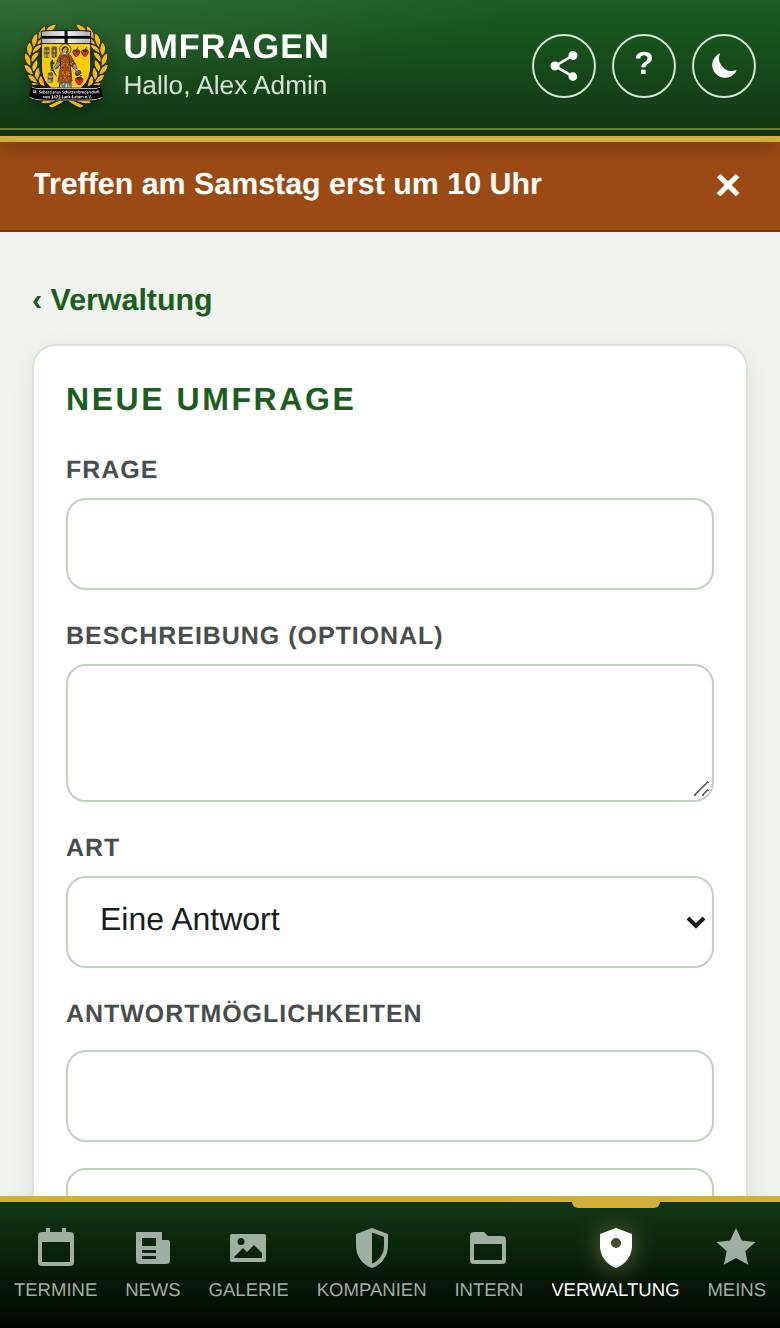 UMFRAGEN
Hallo, Alex Admin
?
Treffen am Samstag erst um 10 Uhr
‹ Verwaltung
NEUE UMFRAGE
FRAGE
BESCHREIBUNG (OPTIONAL)
ART
Eine Antwort
ANTWORTMÖGLICHKEITEN
TERMINE
NEWS
GALERIE
KOMPANIEN
INTERN
VERWALTUNG
MEINS